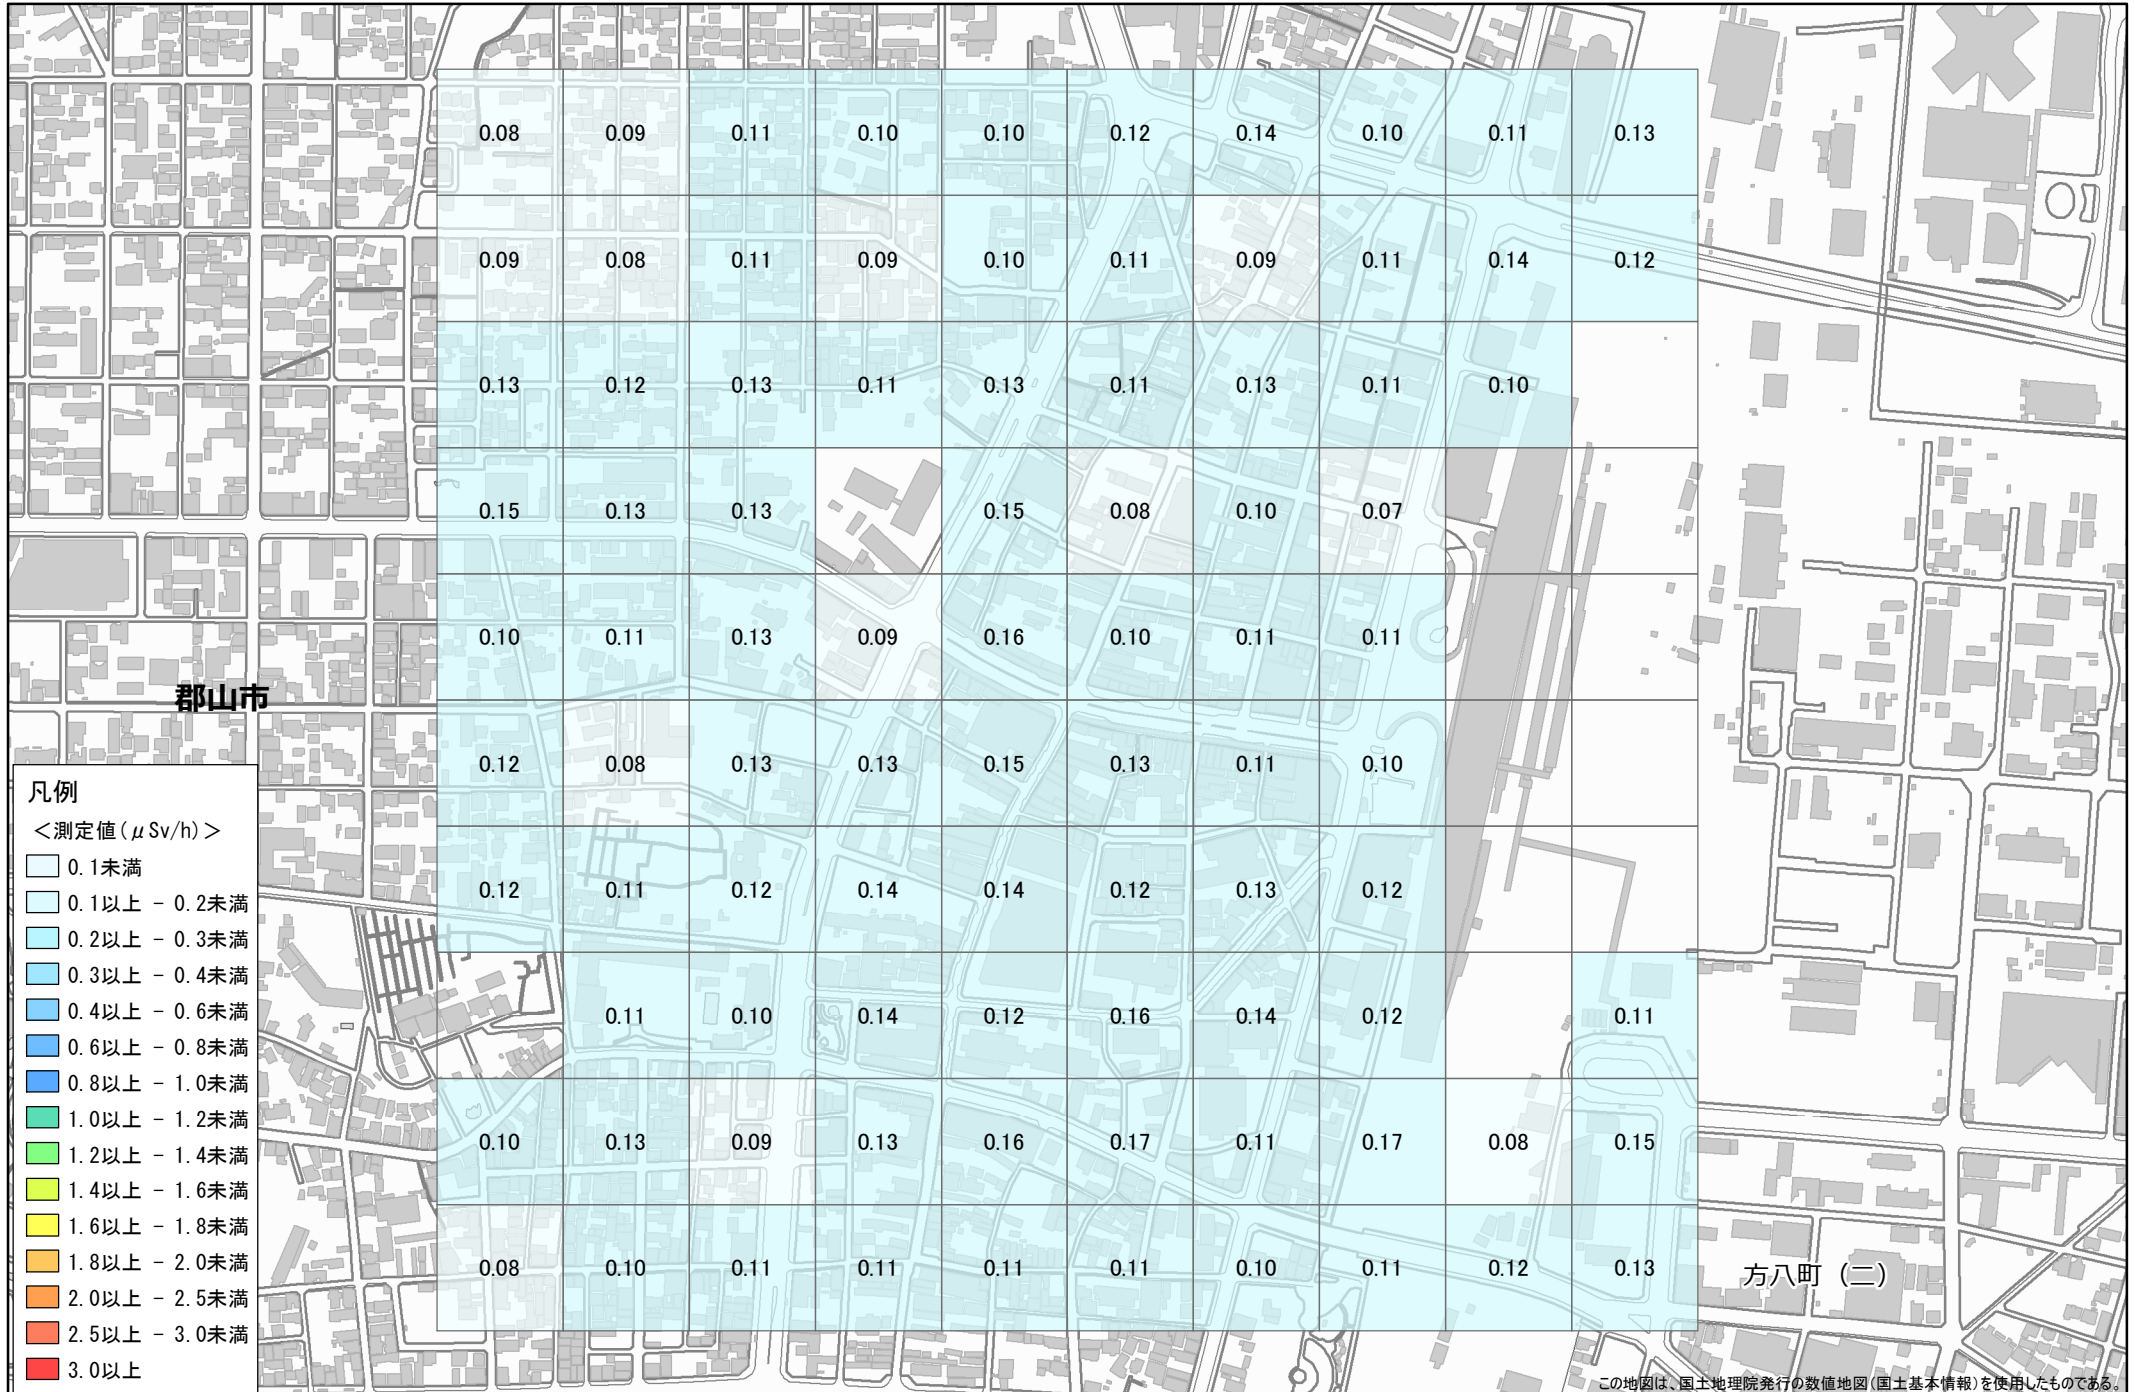 0.08 0.09 0.11 0.10 0.10 0.12 0.14 0.10 0.11 0.13
0.09 0.08 0.11 0.09 0.10 0.11 0.09 0.11 0.14 0.12
0.13 0.12 0.13 0.11 0.13 0.11 0.13 0.11 0.10
0.15 0.13 0.13 0.15 0.08 0.10 0.07
0.10 0.11 0.13 0.09 0.16 0.10 0.11 0.11
郡山市
0.12 0.08 0.13 0.13 0.15 0.13 0.11 0.10
0.12 0.11 0.12 0.14 0.14 0.12 0.13 0.12
0.11 0.10 0.14 0.12 0.16 0.14 0.12 0.11
0.10 0.13 0.09 0.13 0.16 0.17 0.11 0.17 0.08 0.15
0.08 0.10 0.11 0.11 0.11 0.11 0.10 0.11 0.12 0.13
方八町（二）
凡例
＜測定値(μSv/h)＞
0.1未満
0.1以上 － 0.2未満
0.2以上 － 0.3未満
0.3以上 － 0.4未満
0.4以上 － 0.6未満
0.6以上 － 0.8未満
0.8以上 － 1.0未満
1.0以上 － 1.2未満
1.2以上 － 1.4未満
1.4以上 － 1.6未満
1.6以上 － 1.8未満
1.8以上 － 2.0未満
2.0以上 － 2.5未満
2.5以上 － 3.0未満
3.0以上
この地図は、国土地理院発行の数値地図(国土基本情報)を使用したものである。